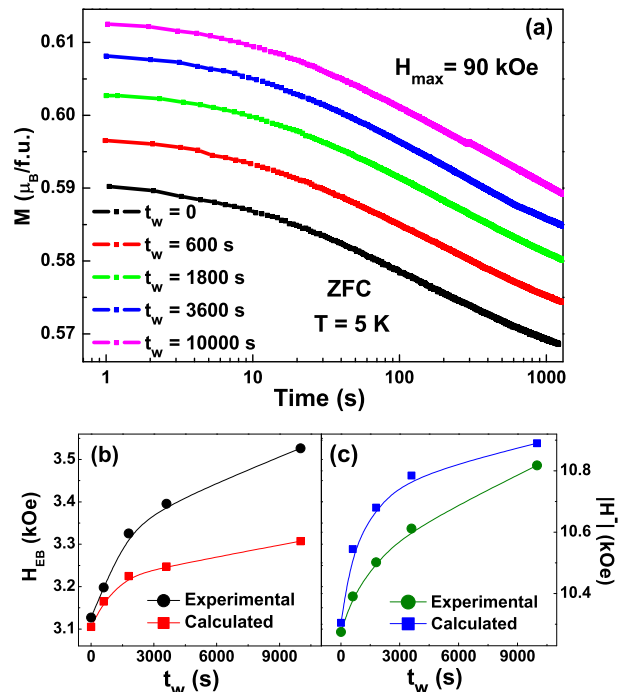 (a)
H_max = 90 kOe
0.61
0.60
0.59
0.58
0.57
M (μ_B/f.u.)
t_w = 0
t_w = 600 s
t_w = 1800 s
t_w = 3600 s
t_w = 10000 s
ZFC
T = 5 K
1 10 100 1000
Time (s)
(b) (c)
3.5
3.4
3.3
3.2
3.1
H_EB (kOe)
Experimental
Calculated
0 3000 6000 9000
t_w (s)
10.8
10.6
10.4
|H⁻| (kOe)
Experimental
Calculated
0 3000 6000 9000
t_w (s)